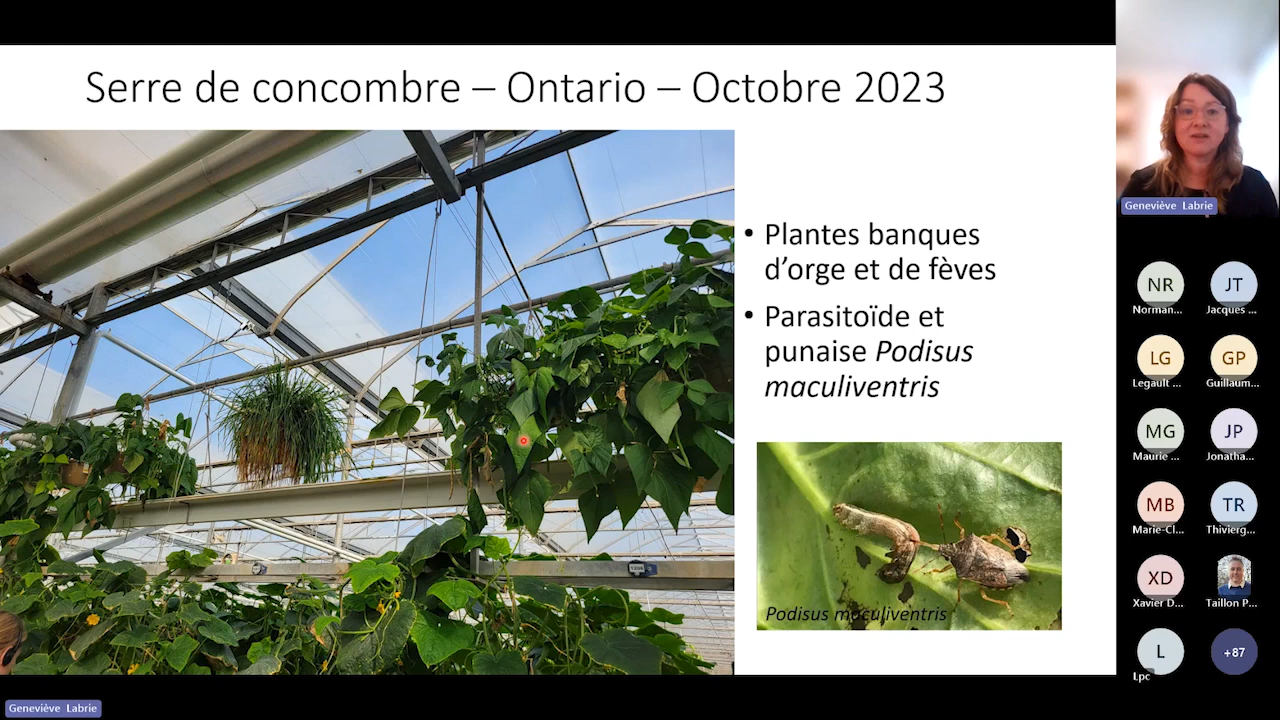 Serre de concombre – Ontario – Octobre 2023
• Plantes banques
d'orge et de fèves
• Parasitoïde et
punaise Podisus
maculiventris
Podisus maculiventris
Geneviève Labrie
NR
JT
Norman...
Jacques ...
LG
GP
Legault ...
Guillaum...
MG
JP
Maurie ...
Jonatha...
MB
TR
Marie-Cl...
Thivierg...
XD
Xavier D...
Taillon P...
L
+87
Lpc
Geneviève Labrie